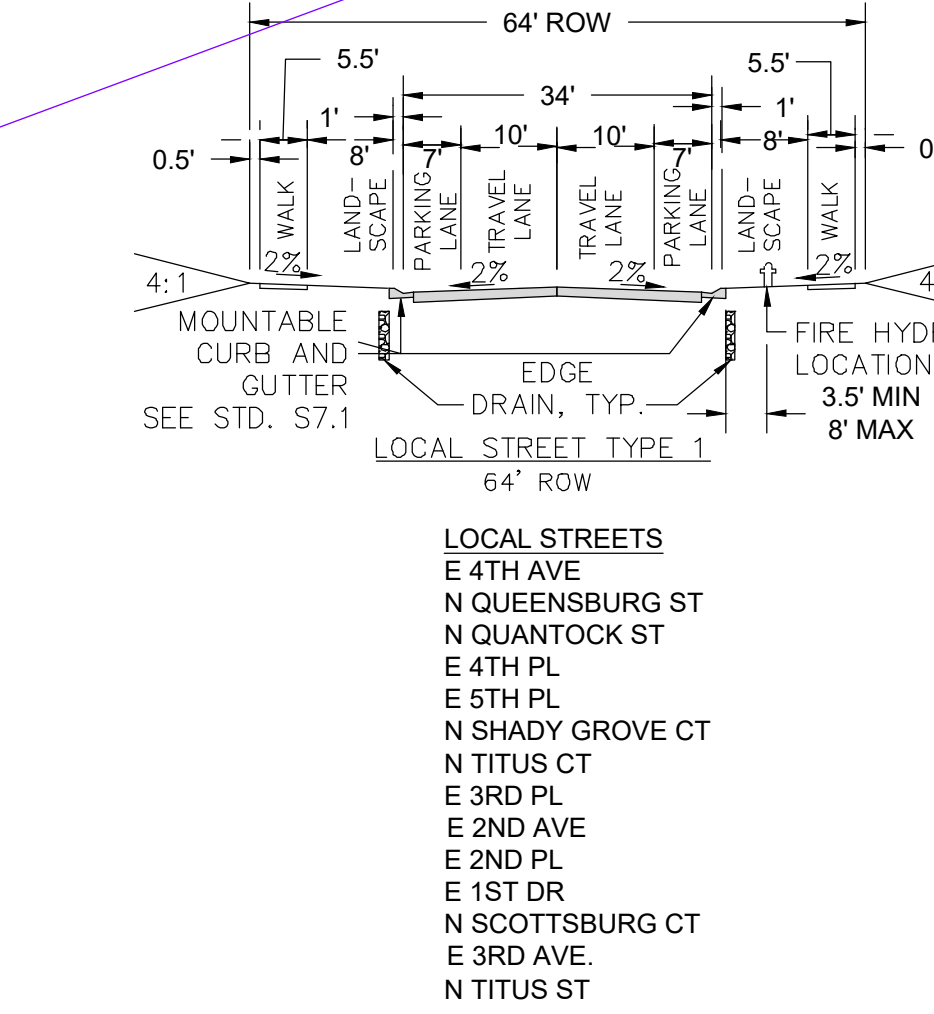 64' ROW
5.5'
5.5'
34'
1'
1'
10'
10'
0.5'
8'
7'
7'
8'
WALK
LAND-
SCAPE
PARKING
LANE
TRAVEL
LANE
TRAVEL
LANE
PARKING
LANE
LAND-
SCAPE
WALK
2%
2%
2%
2%
4:1
MOUNTABLE
CURB AND
GUTTER
SEE STD. S7.1
EDGE
DRAIN, TYP.
FIRE
LOCATION
3.5' MIN
8' MAX
LOCAL STREET TYPE 1
64' ROW
LOCAL STREETS
E 4TH AVE
N QUEENSBURG ST
N QUANTOCK ST
E 4TH PL
E 5TH PL
N SHADY GROVE CT
N TITUS CT
E 3RD PL
E 2ND AVE
E 2ND PL
E 1ST DR
N SCOTTSBURG CT
E 3RD AVE.
N TITUS ST